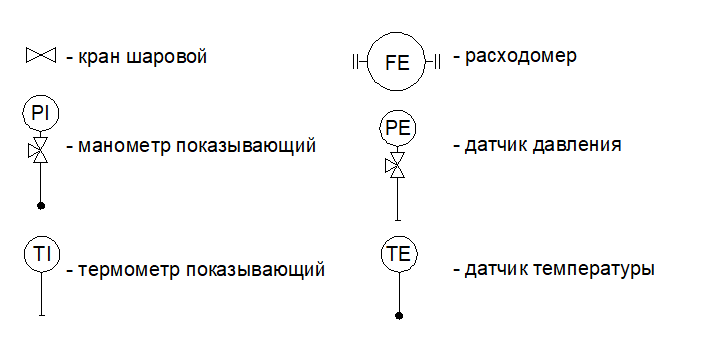 - кран шаровой
FE - расходомер
PI - манометр показывающий
PE - датчик давления
TI - термометр показывающий
TE - датчик температуры